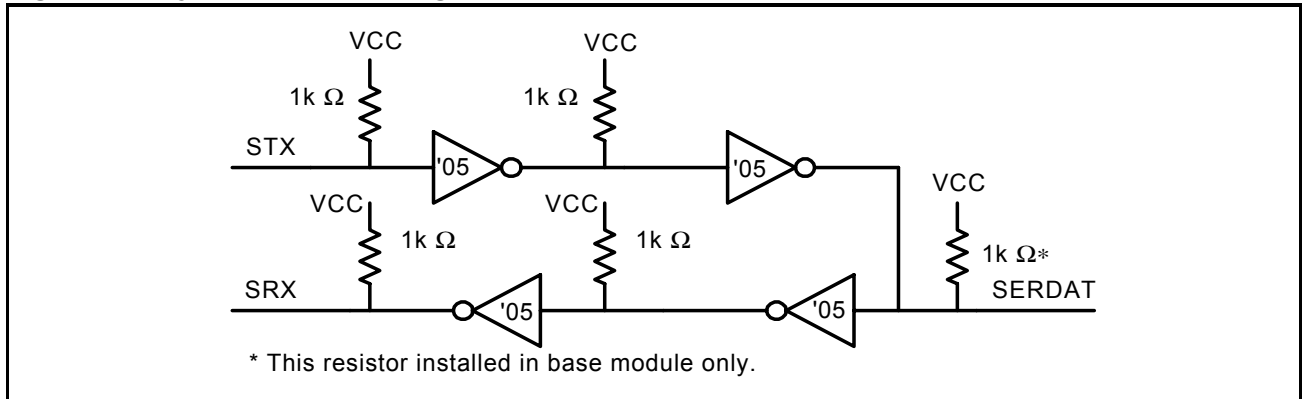 VCC
VCC
1k Ω
1k Ω
STX
'05
'05
VCC
VCC
VCC
1k Ω
1k Ω
1k Ω*
SRX
'05
'05
SERDAT
* This resistor installed in base module only.